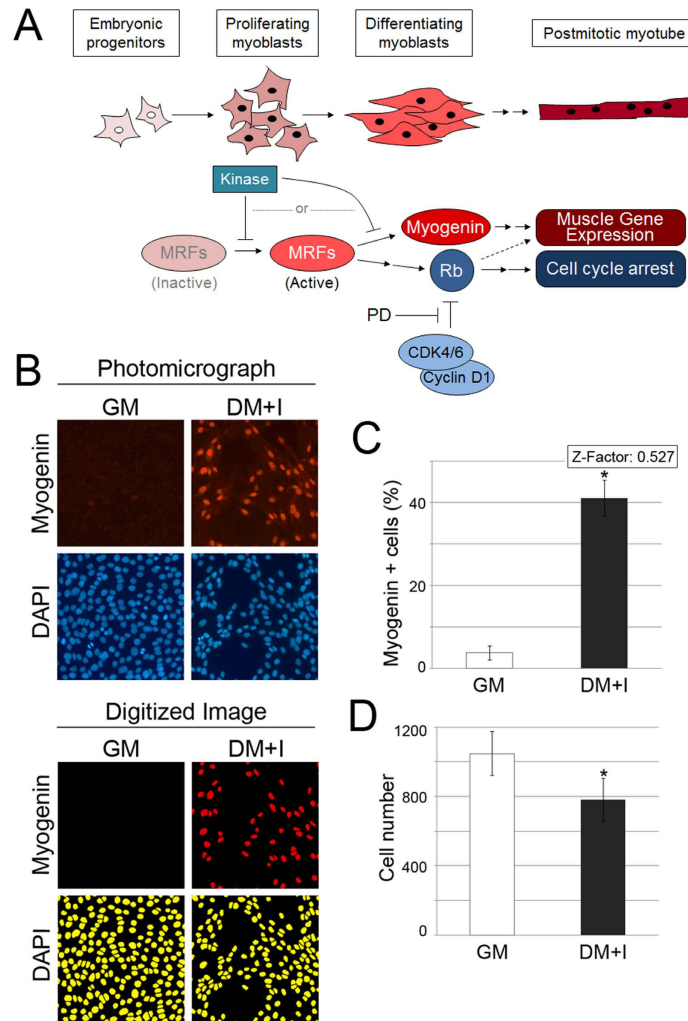 A
Embryonic
progenitors
Proliferating
myoblasts
Differentiating
myoblasts
Postmitotic myotube
Kinase
or
MRFs
(Inactive)
MRFs
(Active)
Myogenin
Rb
Muscle Gene
Expression
Cell cycle arrest
PD
CDK4/6
Cyclin D1
B
Photomicrograph
GM
DM+I
Myogenin
DAPI
Digitized Image
GM
DM+I
Myogenin
DAPI
C
Z-Factor: 0.527
*
Myogenin + cells (%)
40
20
0
GM
DM+I
D
*
Cell number
1200
800
400
0
GM
DM+I